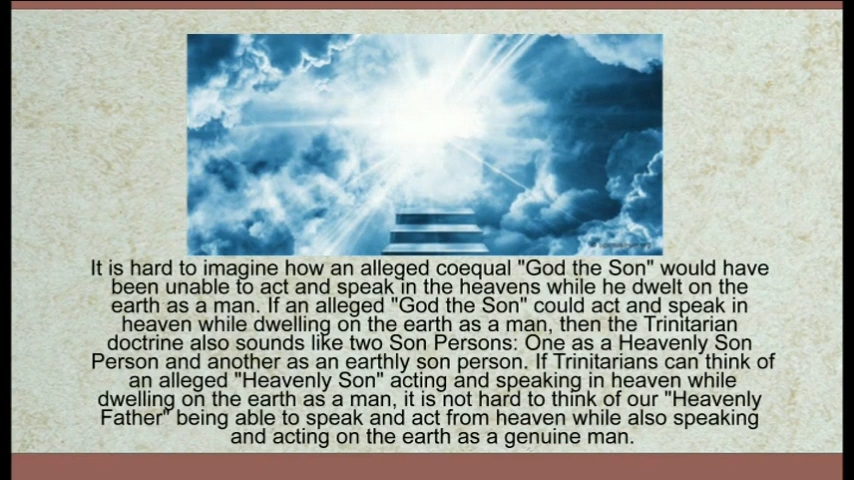 It is hard to imagine how an alleged coequal "God the Son" would have
been unable to act and speak in the heavens while he dwelt on the
earth as a man. If an alleged "God the Son" could act and speak in
heaven while dwelling on the earth as a man, then the Trinitarian
doctrine also sounds like two Son Persons: One as a Heavenly Son
Person and another as an earthly son person. If Trinitarians can think of
an alleged "Heavenly Son" acting and speaking in heaven while
dwelling on the earth as a man, it is not hard to think of our "Heavenly
Father" being able to speak and act from heaven while also speaking
and acting on the earth as a genuine man.